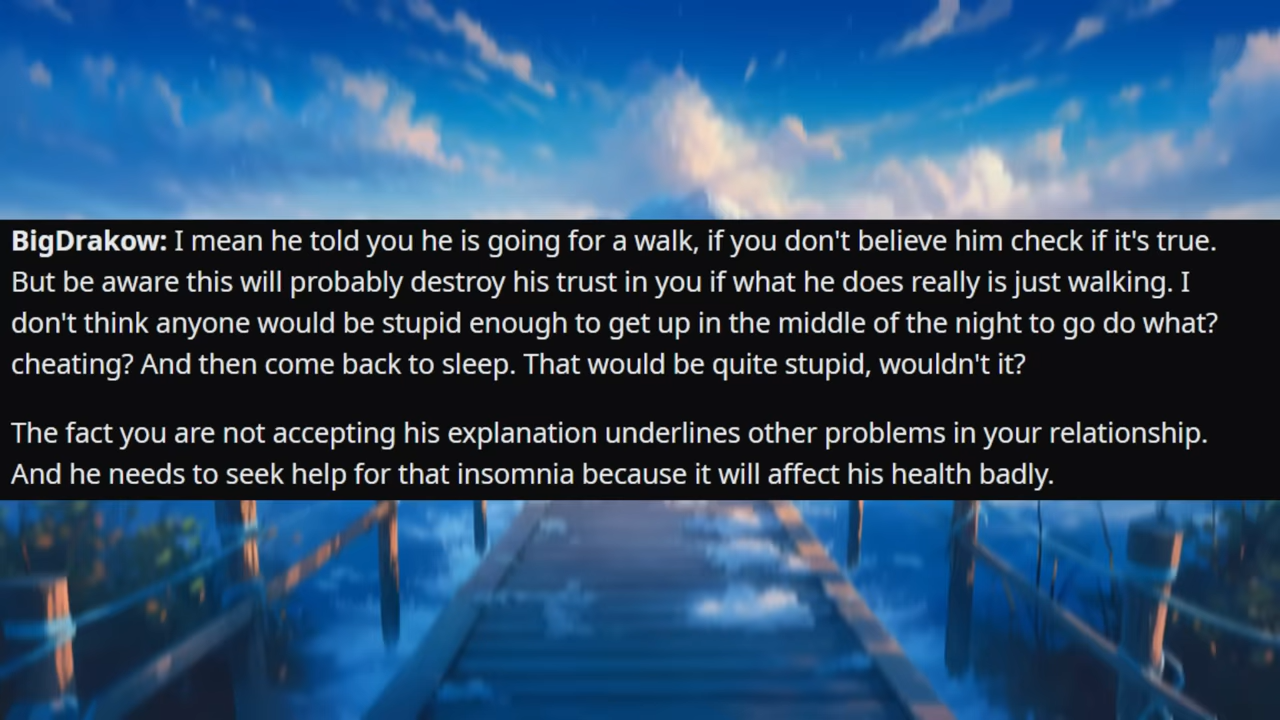 BigDrakow: I mean he told you he is going for a walk, if you don't believe him check if it's true.
But be aware this will probably destroy his trust in you if what he does really is just walking. I
don't think anyone would be stupid enough to get up in the middle of the night to go do what?
cheating? And then come back to sleep. That would be quite stupid, wouldn't it?
The fact you are not accepting his explanation underlines other problems in your relationship.
And he needs to seek help for that insomnia because it will affect his health badly.